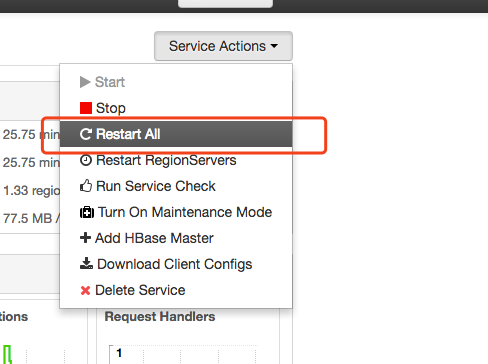 Service Actions
Start
Stop
25.75 min
Restart All
25.75 min
Restart RegionServers
1.33 regio
Run Service Check
77.5 MB /
Turn On Maintenance Mode
Add HBase Master
Download Client Configs
Delete Service
tions
Request Handlers
1